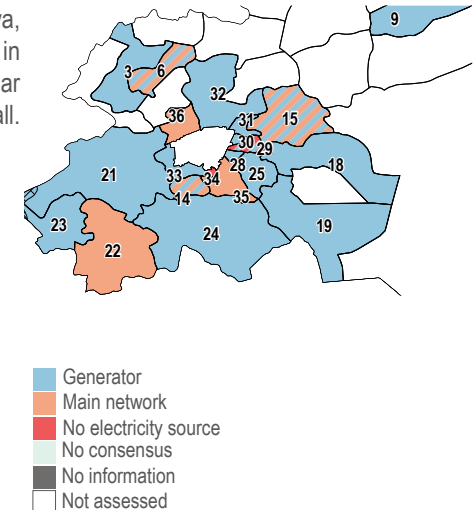 va,
in
ar
all.
9
3
6
32
36
31
15
30
29
28
18
21
33
34
25
14
35
23
24
19
22
Generator
Main network
No electricity source
No consensus
No information
Not assessed